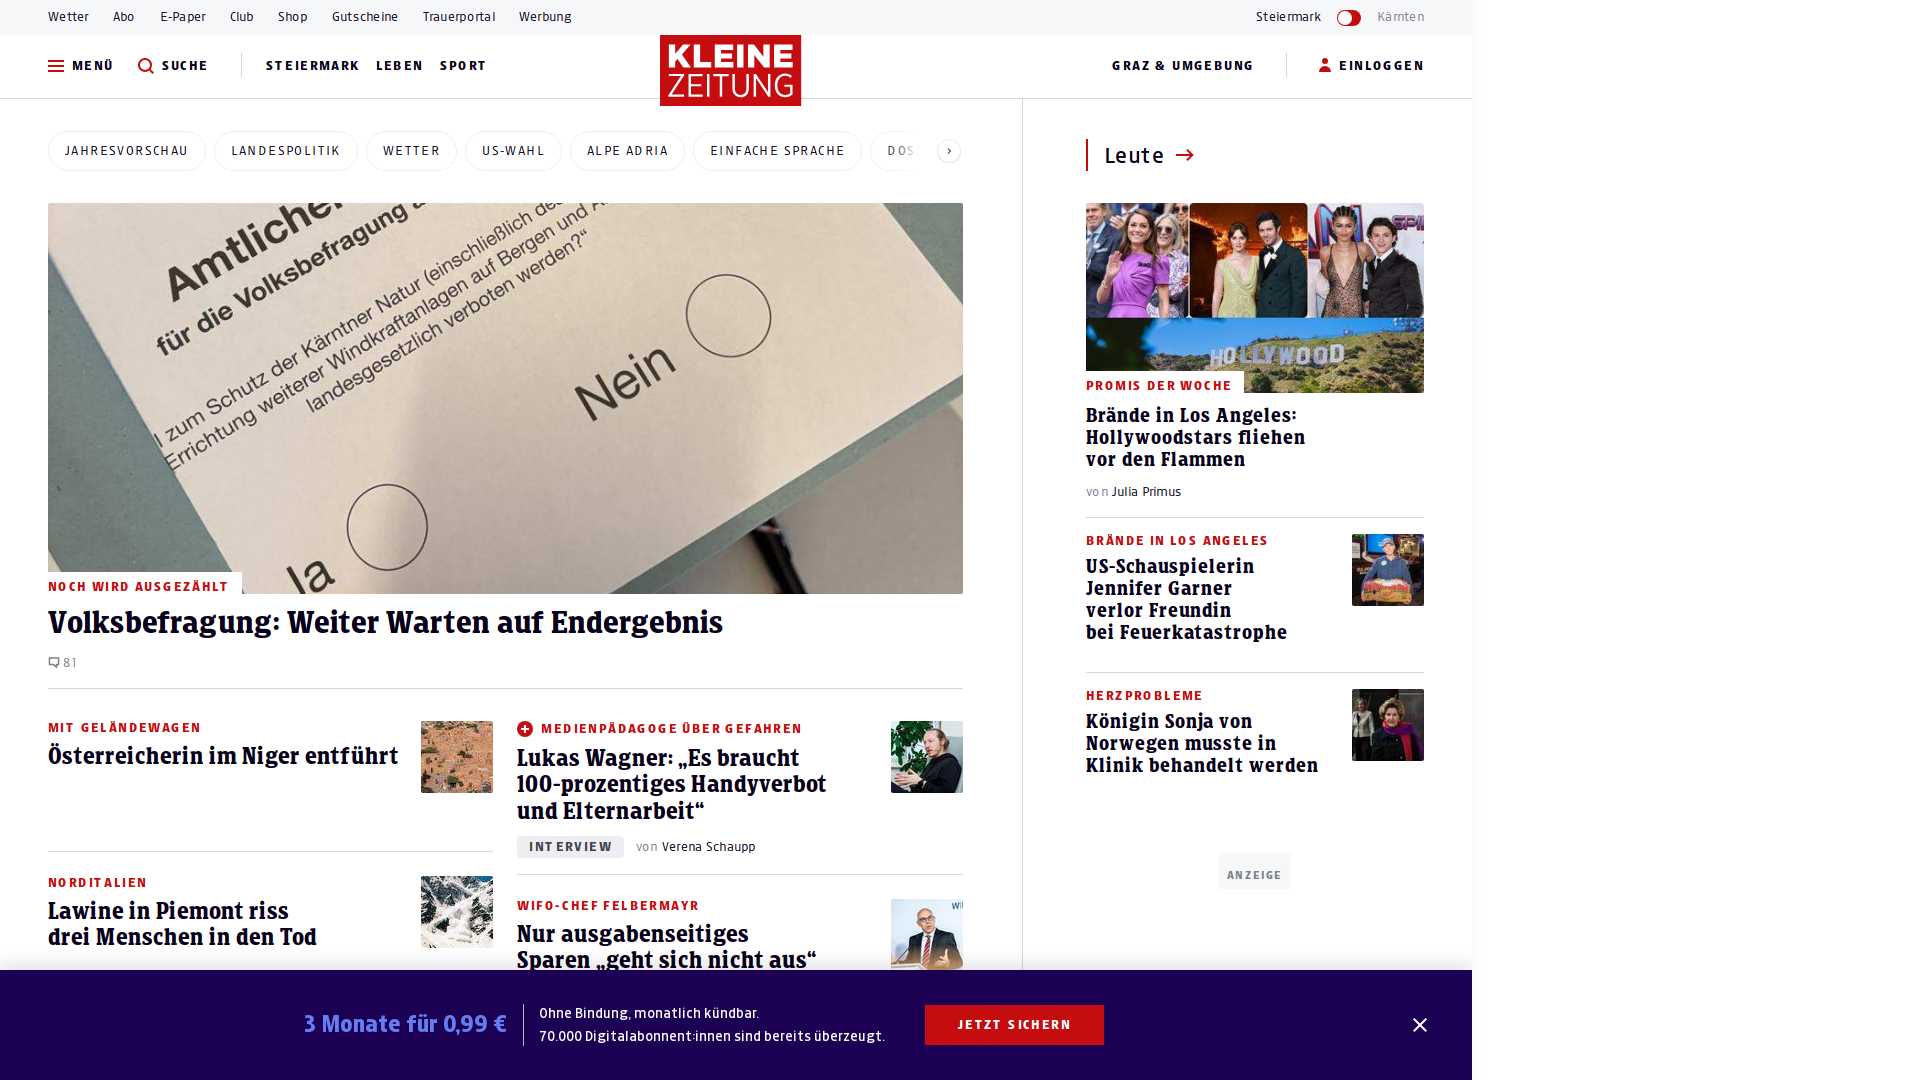 Wetter Abo E-Paper Club Shop Gutscheine Trauerportal Werbung Steiermark Kärnten
MENÜ SUCHE STEIERMARK LEBEN SPORT
KLEINE
ZEITUNG
GRAZ & UMGEBUNG EINLOGGEN
JAHRESVORSCHAU LANDESPOLITIK WETTER US-WAHL ALPE ADRIA EINFACHE SPRACHE DOS
Amtlicher
für die Volksbefragung a
l zum Schutz der Kärntner Natur (einschließlich des
Errichtung weiterer Windkraftanlagen auf Bergen und A
landesgesetzlich verboten werden?“
Nein
Ja
NOCH WIRD AUSGEZÄHLT
Volksbefragung: Weiter Warten auf Endergebnis
81
MIT GELÄNDEWAGEN
Österreicherin im Niger entführt
NORDITALIEN
Lawine in Piemont riss
drei Menschen in den Tod
MEDIENPÄDAGOGE ÜBER GEFAHREN
Lukas Wagner: „Es braucht
100-prozentiges Handyverbot
und Elternarbeit“
INTERVIEW von Verena Schaupp
WIFO-CHEF FELBERMAYR
Nur ausgabenseitiges
Sparen „geht sich nicht aus“
Leute
HOLLYWOOD
PROMIS DER WOCHE
Brände in Los Angeles:
Hollywoodstars fliehen
vor den Flammen
von Julia Primus
BRÄNDE IN LOS ANGELES
US-Schauspielerin
Jennifer Garner
verlor Freundin
bei Feuerkatastrophe
HERZPROBLEME
Königin Sonja von
Norwegen musste in
Klinik behandelt werden
ANZEIGE
3 Monate für 0,99 €
Ohne Bindung, monatlich kündbar.
70.000 Digitalabonnent:innen sind bereits überzeugt.
JETZT SICHERN